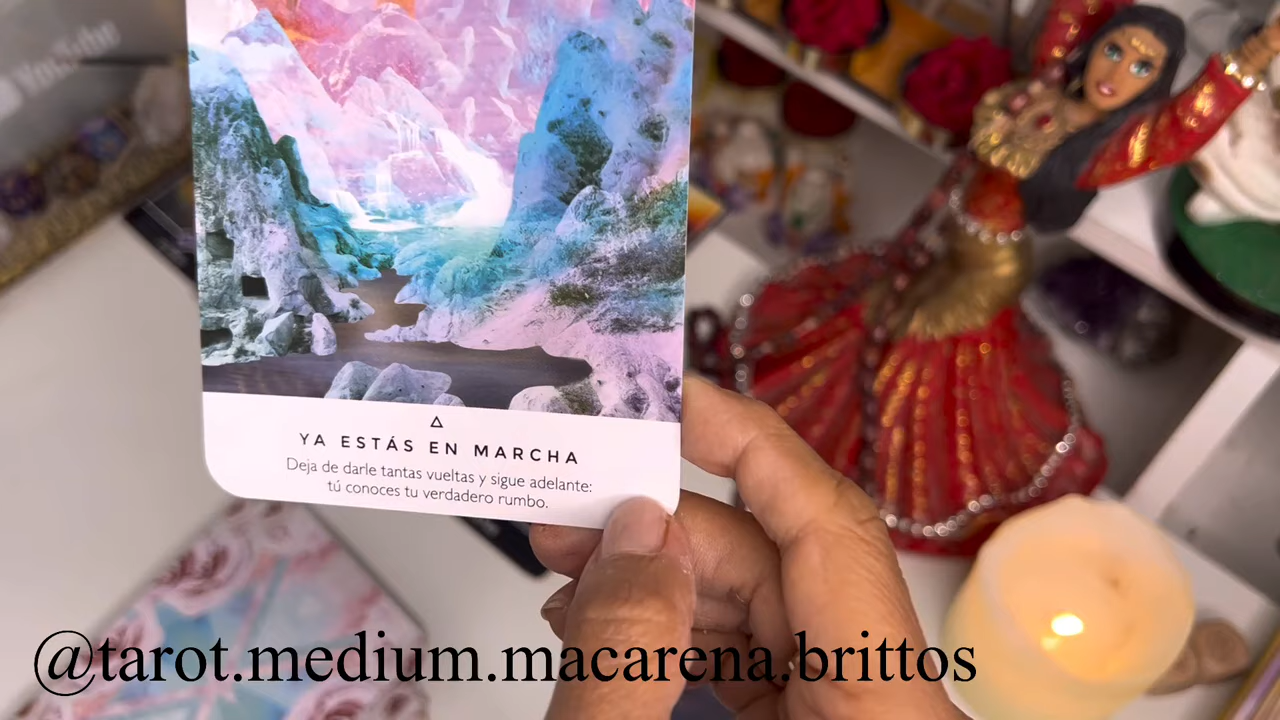 YouTube
YA ESTÁS EN MARCHA
Deja de darle tantas vueltas y sigue adelante:
tú conoces tu verdadero rumbo.
@tarot.medium.macarena.brittos